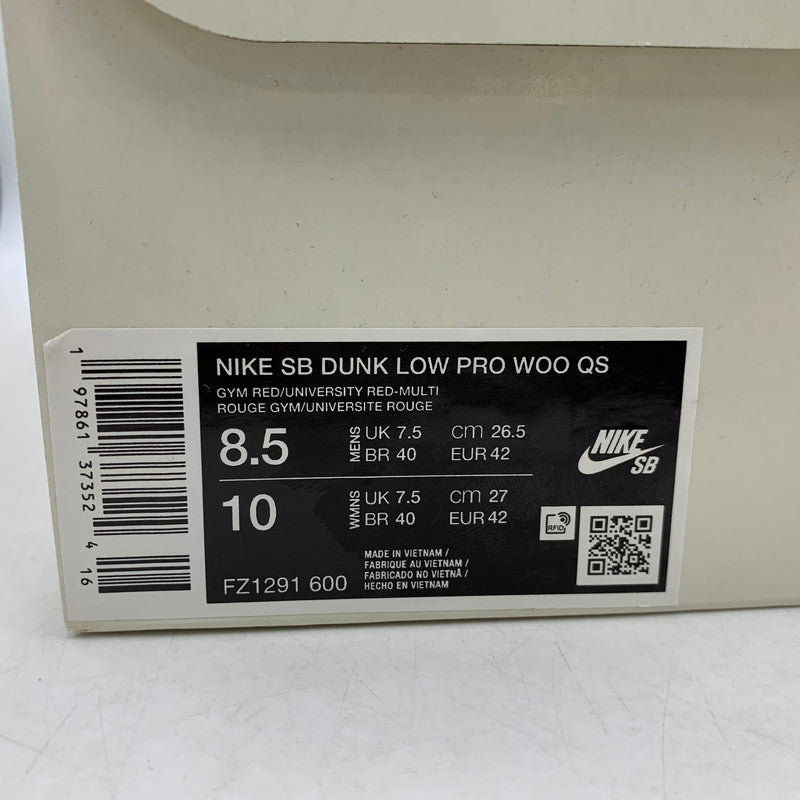 NIKE SB DUNK LOW PRO WOO QS
GYM RED/UNIVERSITY RED-MULTI
ROUGE GYM/UNIVERSITE ROUGE
8.5 MENS UK 7.5 cm 26.5
BR 40 EUR 42
10 WMNS UK 7.5 cm 27
BR 40 EUR 42
NIKE
SB
RFID
FZ1291 600
MADE IN VIETNAM /
FABRIQUE AU VIETNAM /
FABRICADO NO VIETNÃ /
HECHO EN VIETNAM
1 97861 37352 4 16